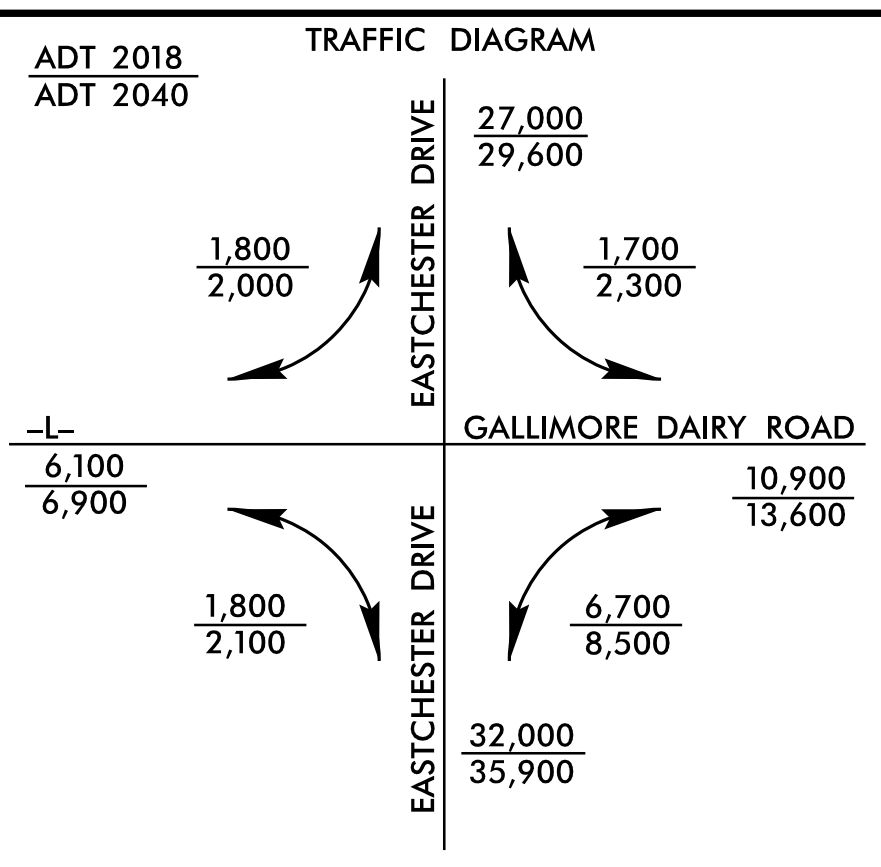 TRAFFIC DIAGRAM
ADT 2018
ADT 2040
EASTCHESTER DRIVE
27,000
29,600
1,800
2,000
1,700
2,300
–L–
GALLIMORE DAIRY ROAD
6,100
6,900
10,900
13,600
EASTCHESTER DRIVE
1,800
2,100
6,700
8,500
32,000
35,900